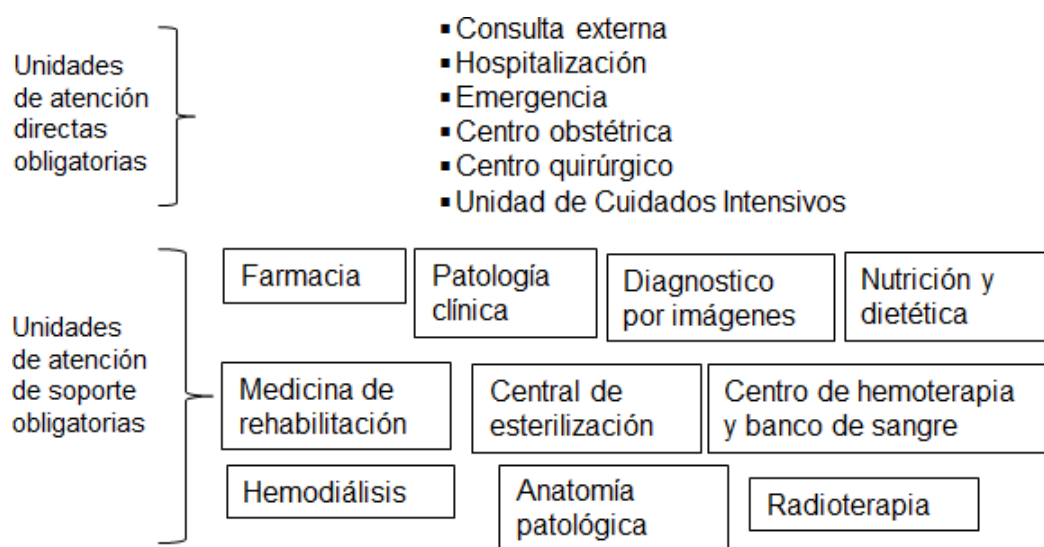 Unidades
de atención
directas
obligatorias
▪ Consulta externa
▪ Hospitalización
▪ Emergencia
▪ Centro obstétrica
▪ Centro quirúrgico
▪ Unidad de Cuidados Intensivos
Unidades
de atención
de soporte
obligatorias
Farmacia
Patología
clínica
Diagnostico
por imágenes
Nutrición y
dietética
Medicina de
rehabilitación
Central de
esterilización
Centro de hemoterapia
y banco de sangre
Hemodiálisis
Anatomía
patológica
Radioterapia